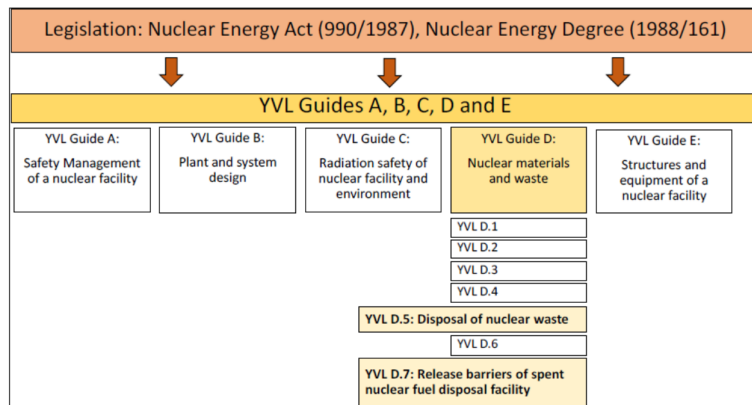 Legislation: Nuclear Energy Act (990/1987), Nuclear Energy Degree (1988/161)
YVL Guides A, B, C, D and E
YVL Guide A:
Safety Management
of a nuclear facility
YVL Guide B:
Plant and system
design
YVL Guide C:
Radiation safety of
nuclear facility and
environment
YVL Guide D:
Nuclear materials
and waste
YVL Guide E:
Structures and
equipment of a
nuclear facility
YVL D.1
YVL D.2
YVL D.3
YVL D.4
YVL D.5: Disposal of nuclear waste
YVL D.6
YVL D.7: Release barriers of spent
nuclear fuel disposal facility